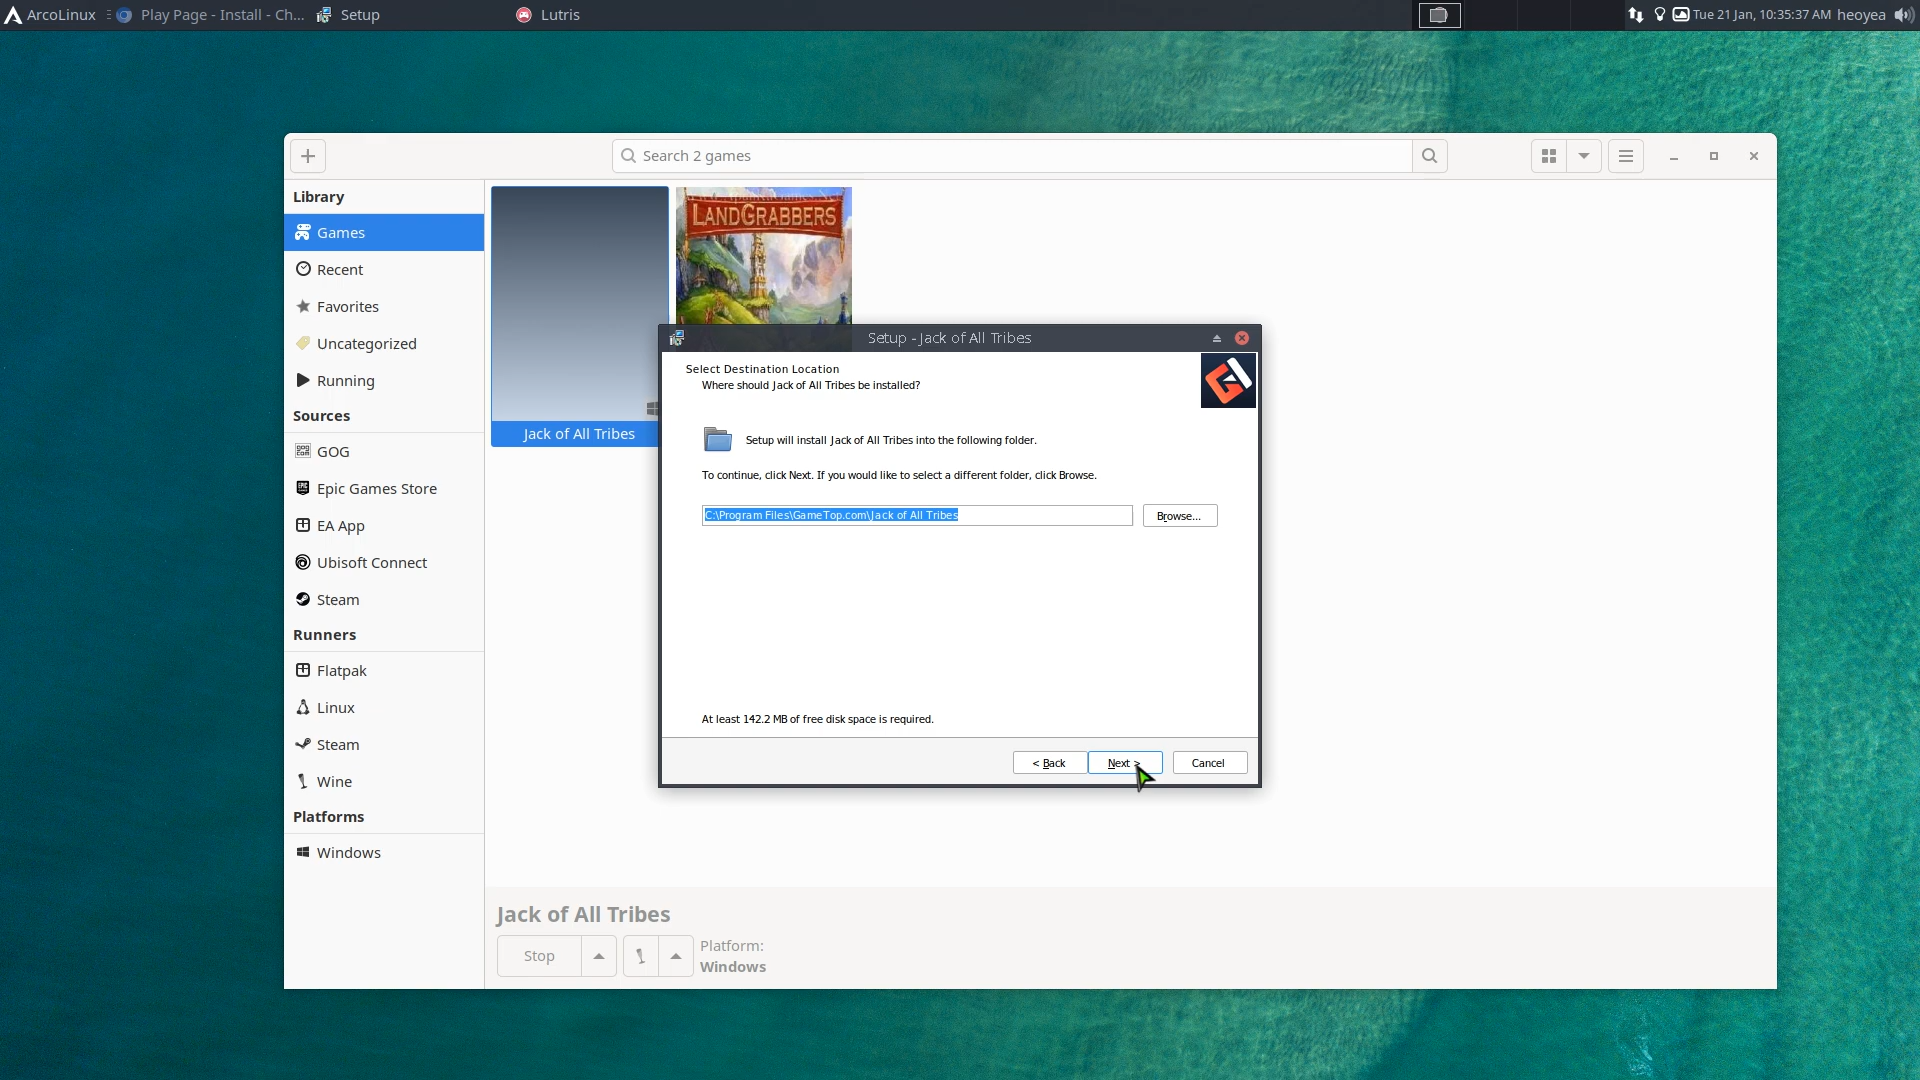 ArcoLinux
Play Page - Install - Ch...
Setup
Lutris
Tue 21 Jan, 10:35:37 AM
heoyea
Search 2 games
Library
Games
Recent
Favorites
Uncategorized
Running
Sources
GOG
Epic Games Store
EA App
Ubisoft Connect
Steam
Runners
Flatpak
Linux
Steam
Wine
Platforms
Windows
LANDGRABBERS
Jack of All Tribes
Setup - Jack of All Tribes
Select Destination Location
Where should Jack of All Tribes be installed?
Setup will install Jack of All Tribes into the following folder.
To continue, click Next. If you would like to select a different folder, click Browse.
C:\Program Files\GameTop.com\Jack of All Tribes
Browse...
At least 142.2 MB of free disk space is required.
< Back
Next >
Cancel
Jack of All Tribes
Stop
Platform:
Windows